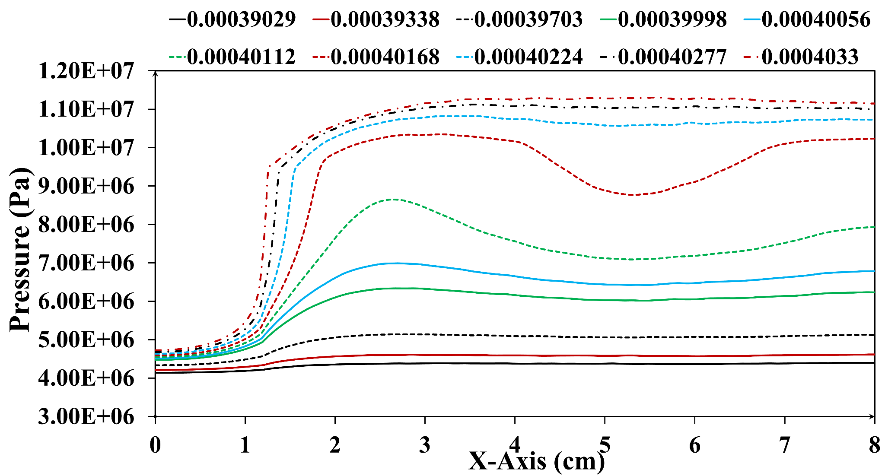 0.00039029 0.00039338 0.00039703 0.00039998 0.00040056
0.00040112 0.00040168 0.00040224 0.00040277 0.0004033
1.20E+07
1.10E+07
1.00E+07
9.00E+06
8.00E+06
7.00E+06
6.00E+06
5.00E+06
4.00E+06
3.00E+06
Pressure (Pa)
0 1 2 3 4 5 6 7 8
X-Axis (cm)